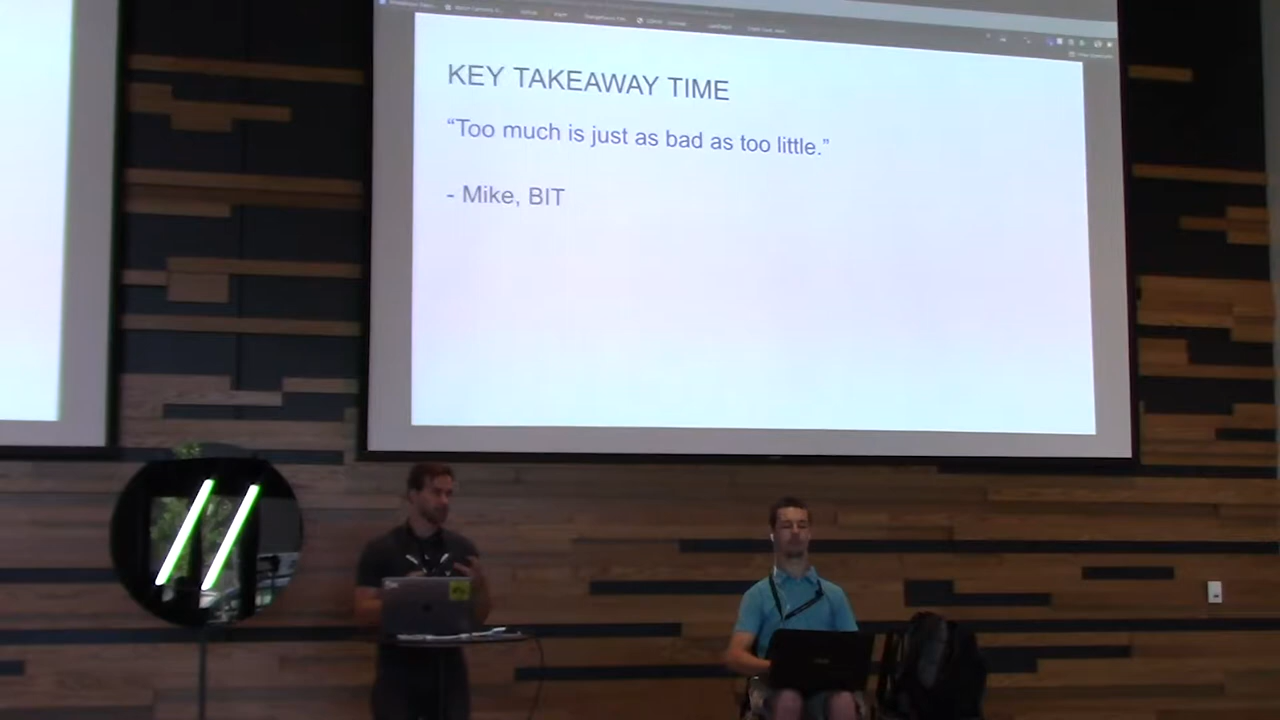 KEY TAKEAWAY TIME
“Too much is just as bad as too little.”
- Mike, BIT